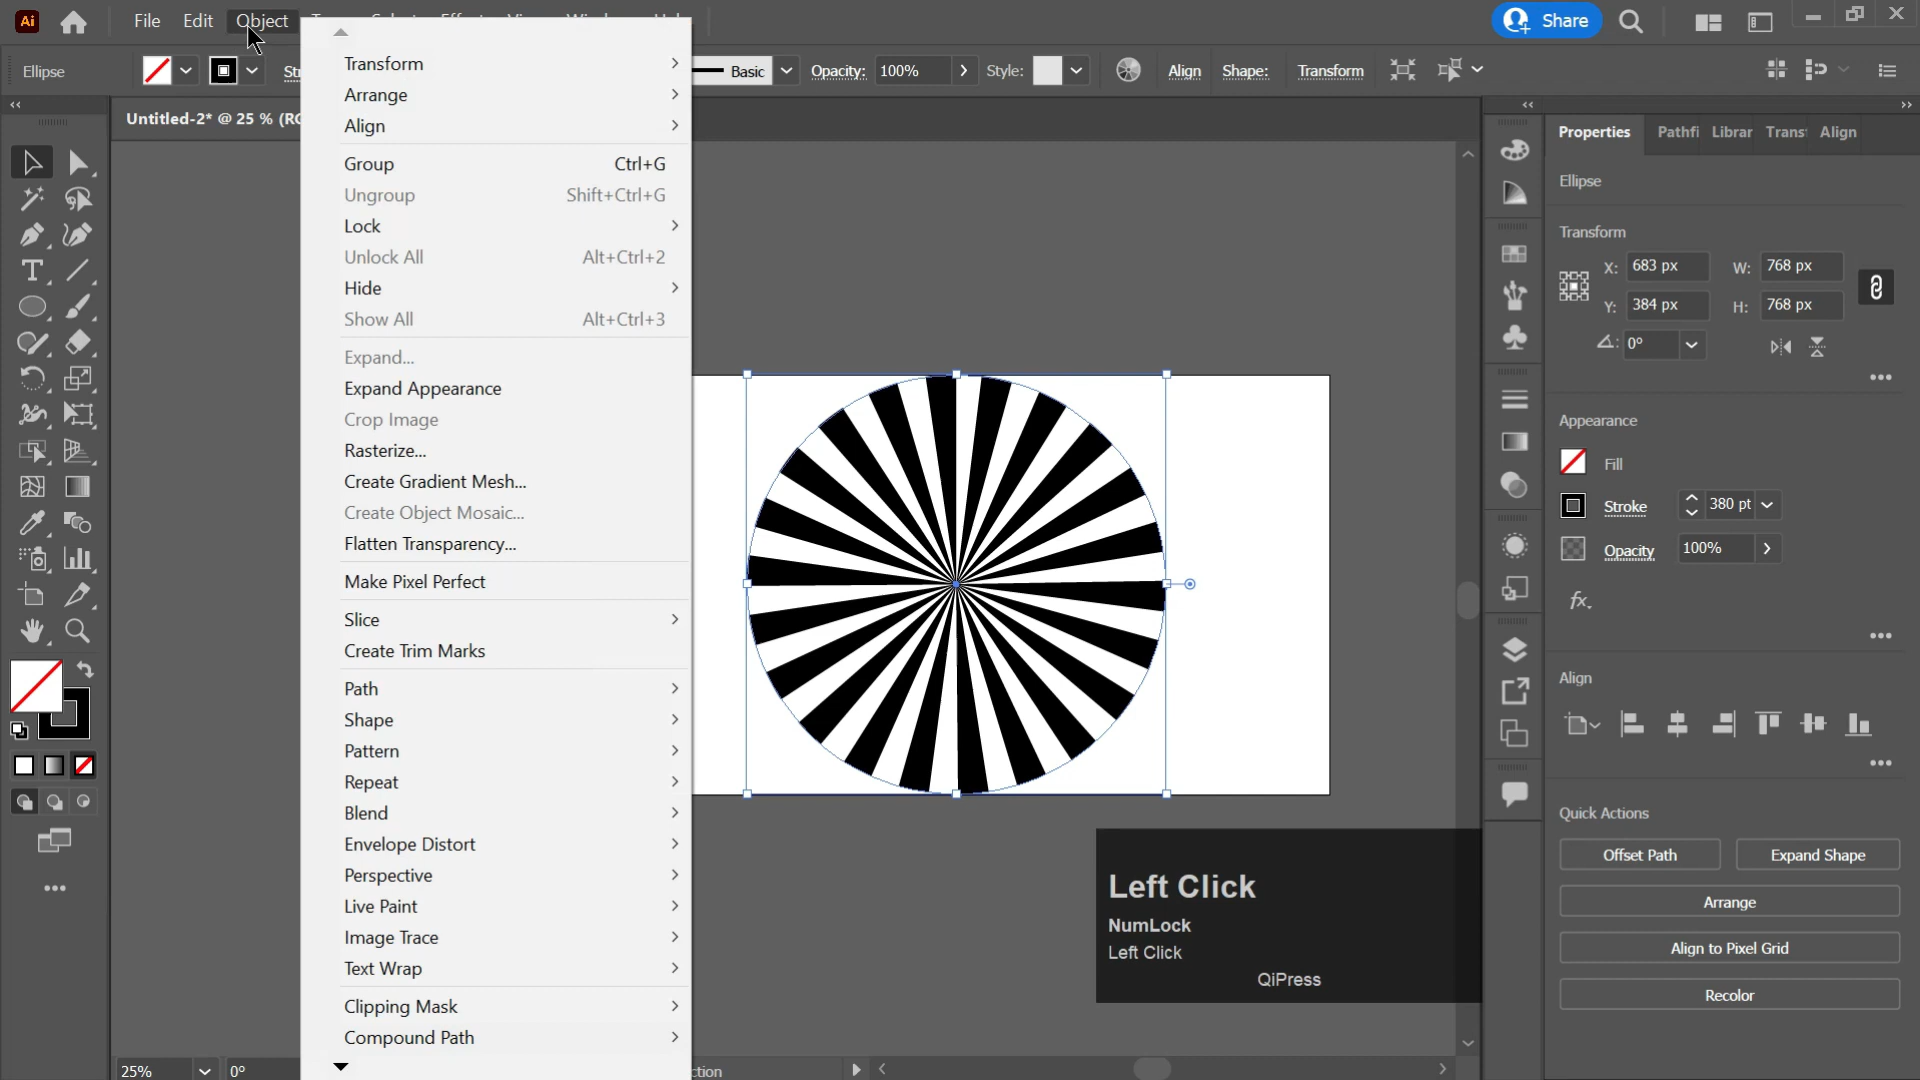 Ai
File Edit Object
Share
Ellipse
Basic
Opacity: 100%
Style:
Align
Shape:
Transform
Untitled-2* @ 25 % (RG
Transform
Arrange
Align
Group Ctrl+G
Ungroup Shift+Ctrl+G
Lock
Unlock All Alt+Ctrl+2
Hide
Show All Alt+Ctrl+3
Expand...
Expand Appearance
Crop Image
Rasterize...
Create Gradient Mesh...
Create Object Mosaic...
Flatten Transparency...
Make Pixel Perfect
Slice
Create Trim Marks
Path
Shape
Pattern
Repeat
Blend
Envelope Distort
Perspective
Live Paint
Image Trace
Text Wrap
Clipping Mask
Compound Path
25% 0°
ction
Left Click
NumLock
Left Click
QiPress
Properties Pathfi Librar Trans Align
Ellipse
Transform
X: 683 px W: 768 px
Y: 384 px H: 768 px
0°
Appearance
Fill
Stroke 380 pt
Opacity 100%
fx.
Align
Quick Actions
Offset Path Expand Shape
Arrange
Align to Pixel Grid
Recolor